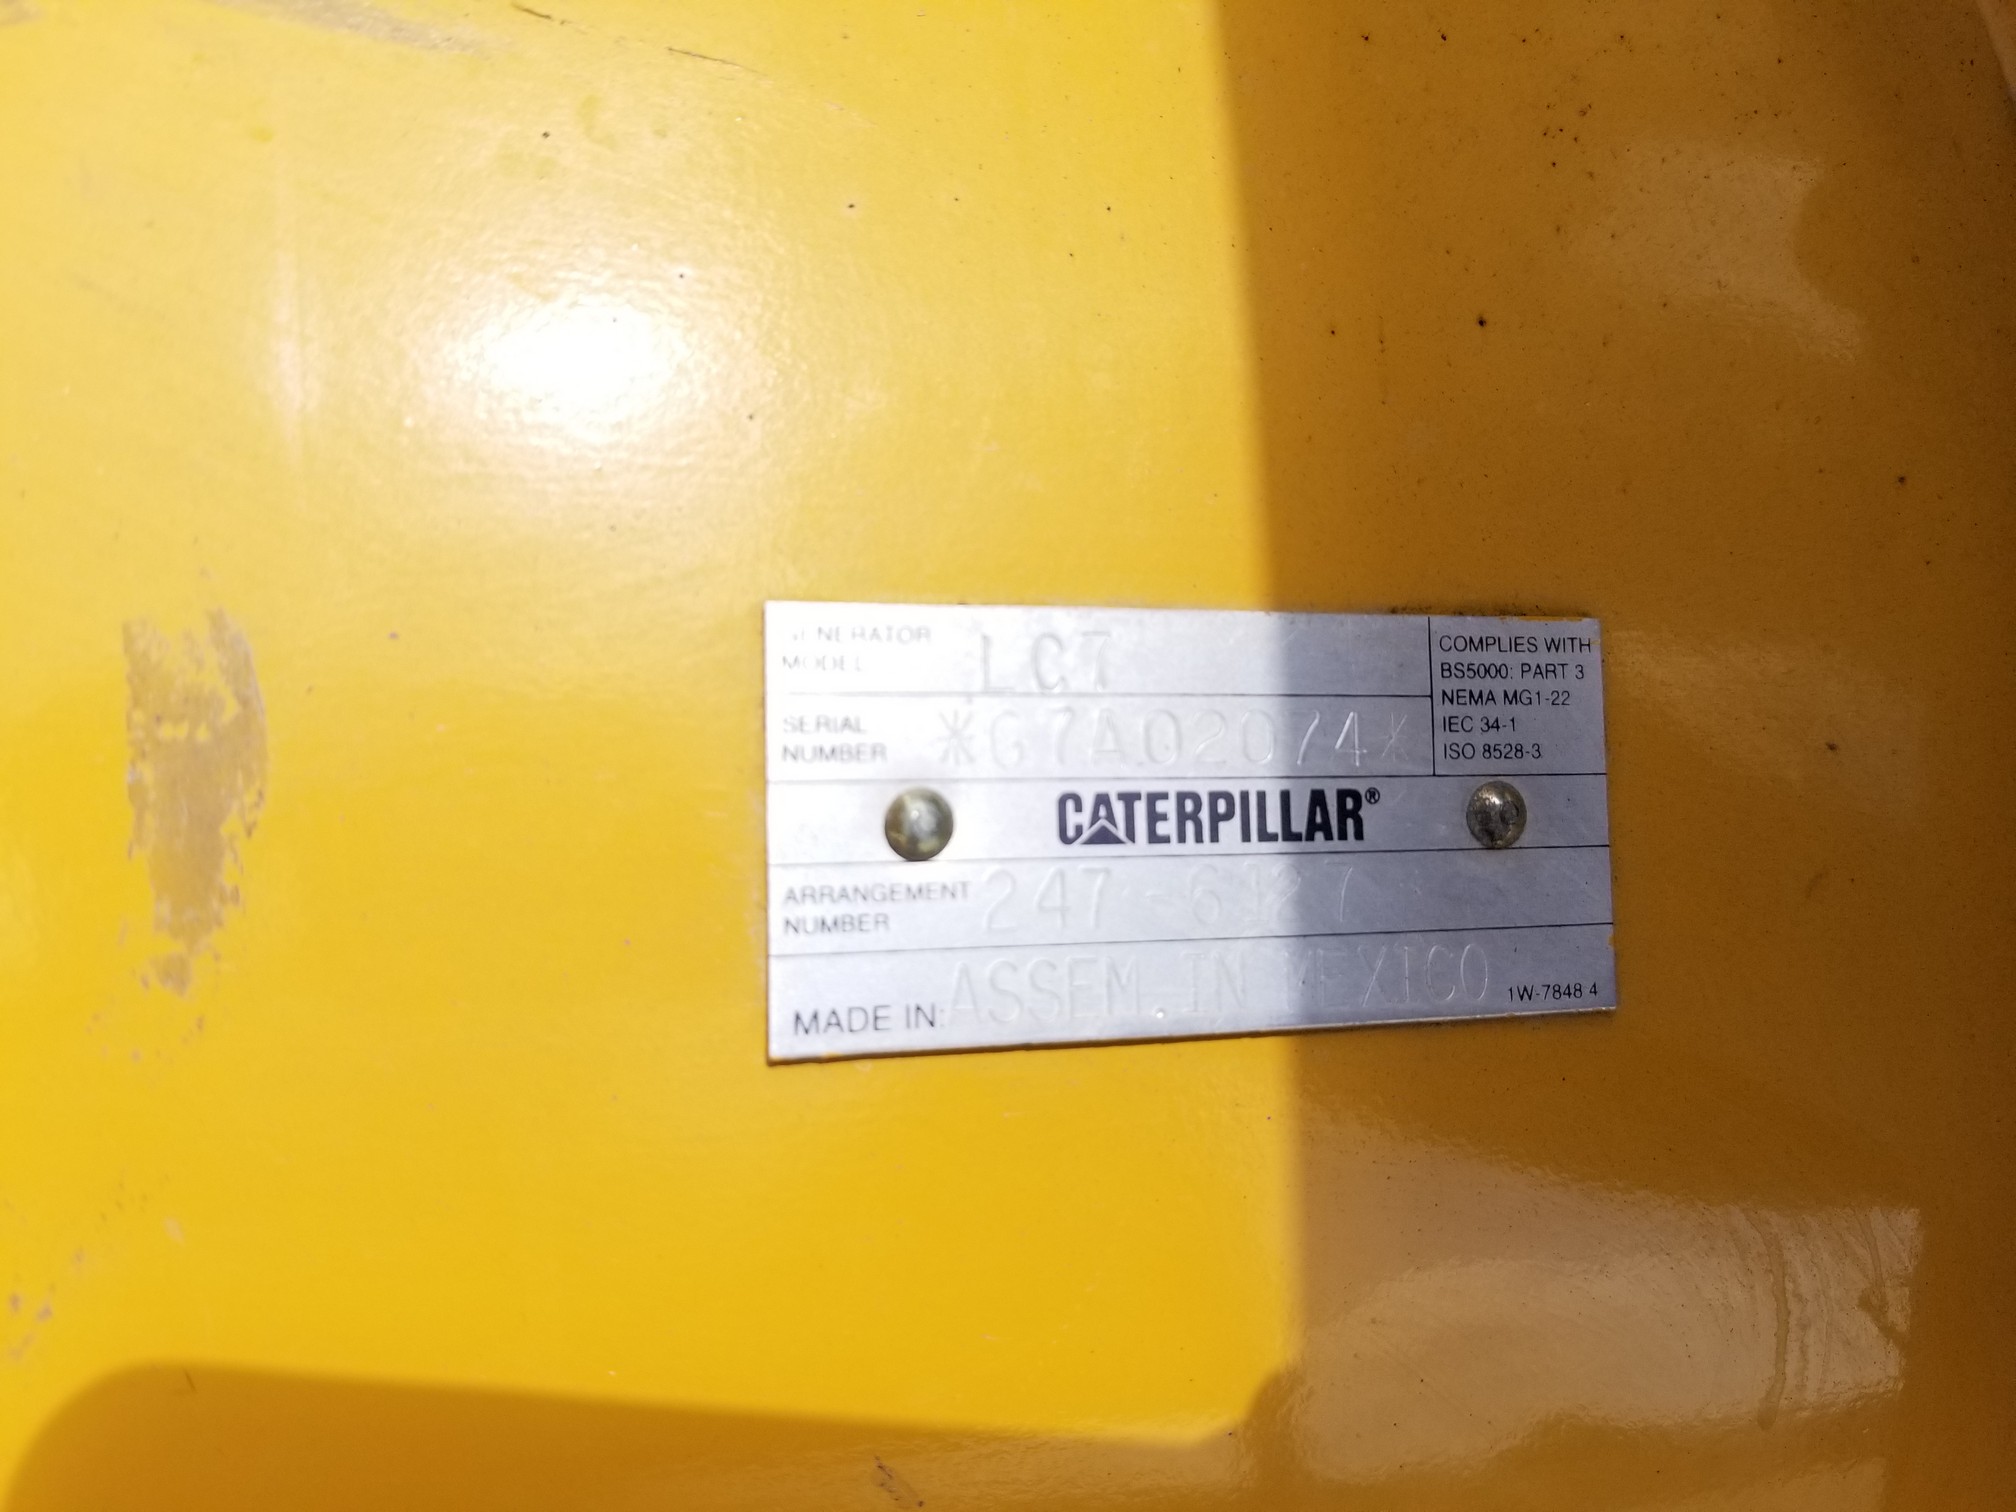 GENERATOR MODEL LC7
SERIAL NUMBER *G7A02074*
COMPLIES WITH
BS5000: PART 3
NEMA MG1-22
IEC 34-1
ISO 8528-3
CATERPILLAR®
ARRANGEMENT NUMBER 247-6127
MADE IN: ASSEM. IN MEXICO
1W-7848 4